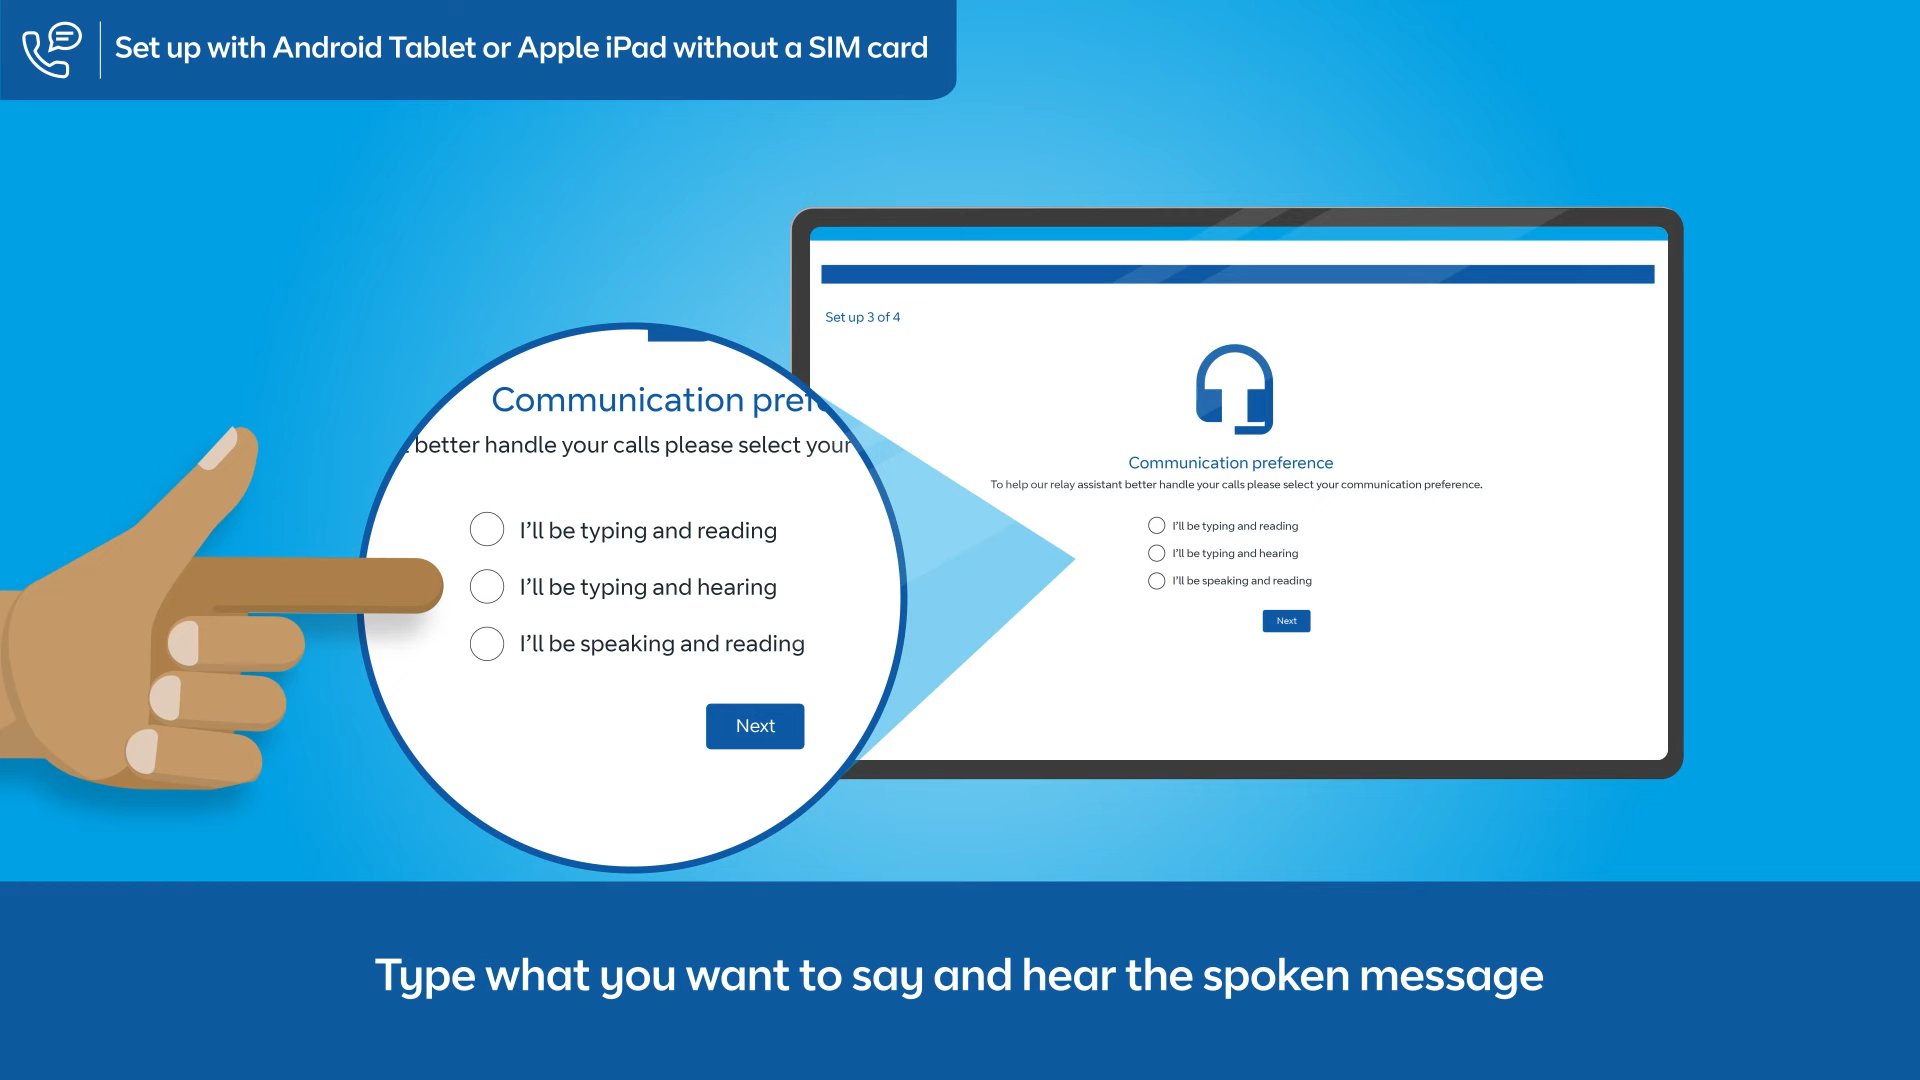 Set up with Android Tablet or Apple iPad without a SIM card
Set up 3 of 4
Communication preference
To help our relay assistant better handle your calls please select your communication preference.
I'll be typing and reading
I'll be typing and hearing
I'll be speaking and reading
Next
Communication
better handle your calls please select your
I'll be typing and reading
I'll be typing and hearing
I'll be speaking and reading
Next
Type what you want to say and hear the spoken message